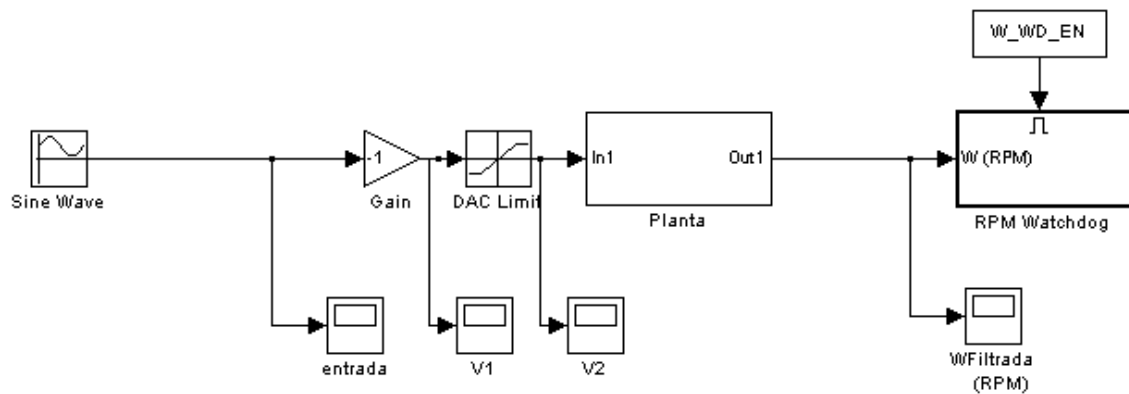 W_WD_EN
-1
In1
Out1
W (RPM)
Sine Wave
Gain
DAC Limit
Planta
RPM Watchdog
entrada
V1
V2
WFiltrada
(RPM)